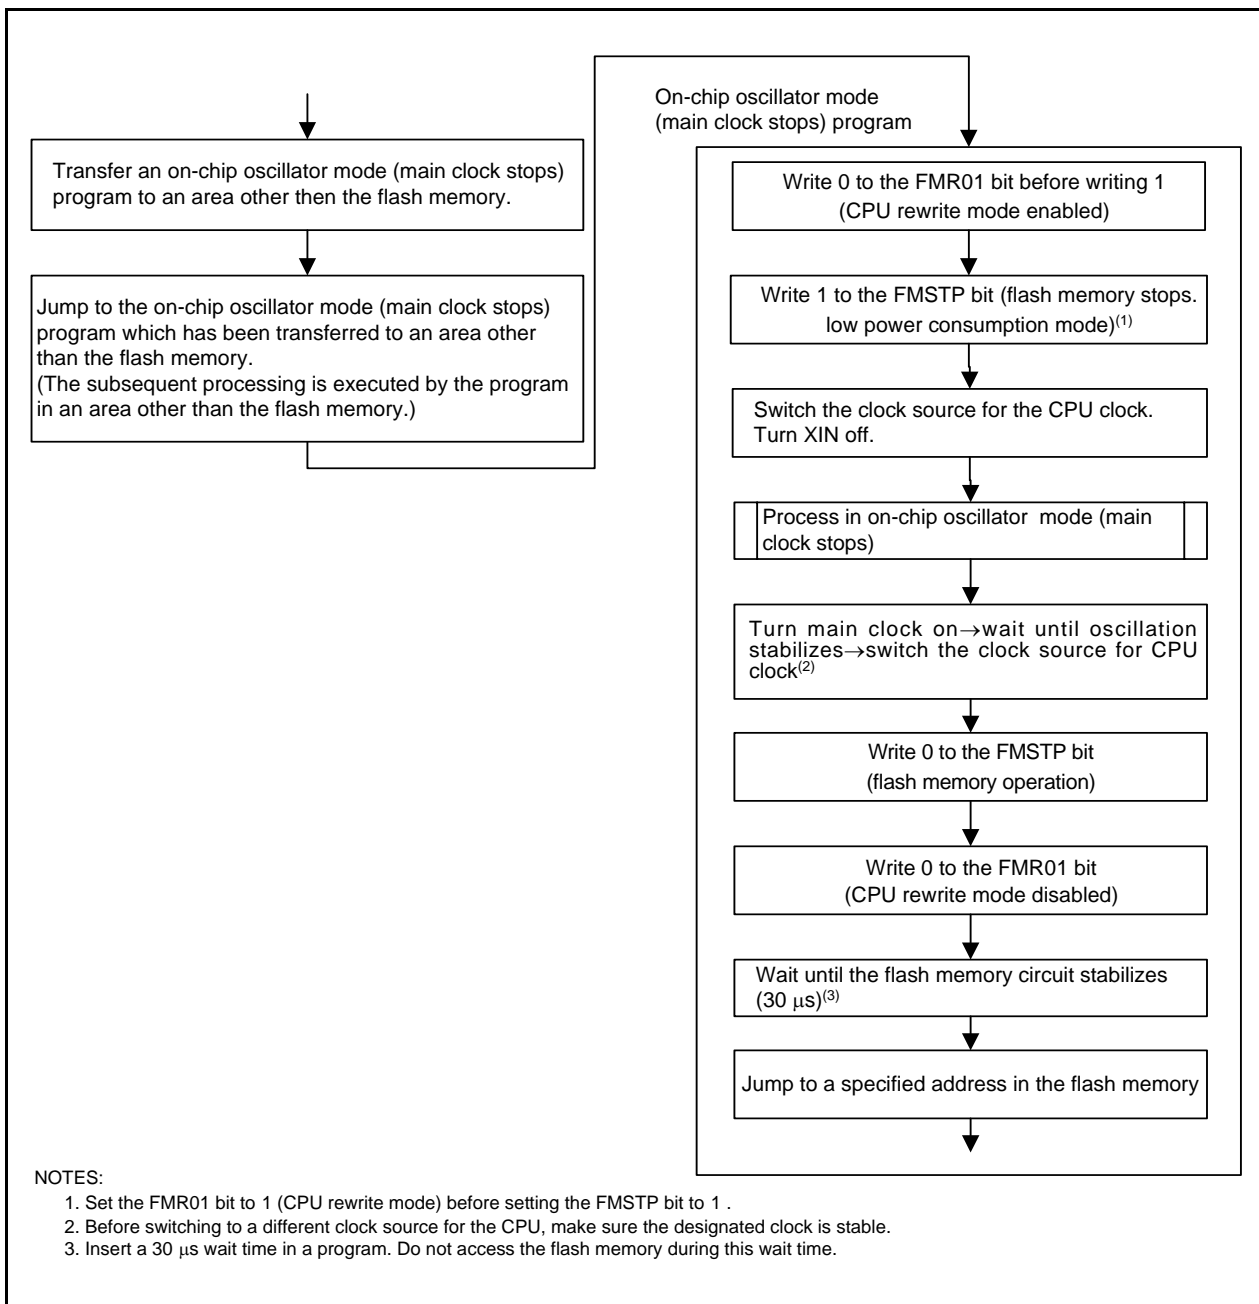 Transfer an on-chip oscillator mode (main clock stops)
program to an area other then the flash memory.
Jump to the on-chip oscillator mode (main clock stops)
program which has been transferred to an area other
than the flash memory.
(The subsequent processing is executed by the program
in an area other than the flash memory.)
On-chip oscillator mode
(main clock stops) program
Write 0 to the FMR01 bit before writing 1
(CPU rewrite mode enabled)
Write 1 to the FMSTP bit (flash memory stops.
low power consumption mode)(1)
Switch the clock source for the CPU clock.
Turn XIN off.
Process in on-chip oscillator mode (main
clock stops)
Turn main clock on→wait until oscillation
stabilizes→switch the clock source for CPU
clock(2)
Write 0 to the FMSTP bit
(flash memory operation)
Write 0 to the FMR01 bit
(CPU rewrite mode disabled)
Wait until the flash memory circuit stabilizes
(30 μs)(3)
Jump to a specified address in the flash memory
NOTES:
1. Set the FMR01 bit to 1 (CPU rewrite mode) before setting the FMSTP bit to 1 .
2. Before switching to a different clock source for the CPU, make sure the designated clock is stable.
3. Insert a 30 μs wait time in a program. Do not access the flash memory during this wait time.